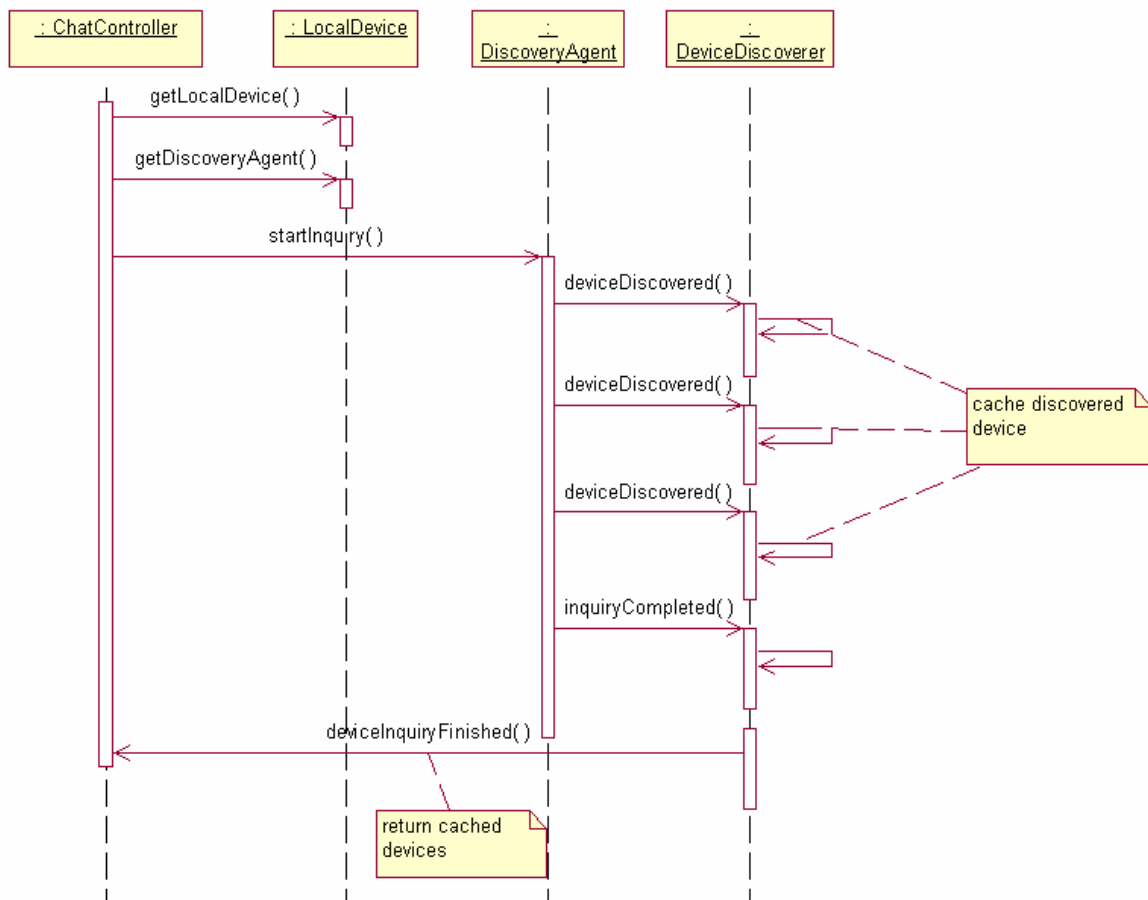 : ChatController
: LocalDevice
:
DiscoveryAgent
:
DeviceDiscoverer
getLocalDevice( )
getDiscoveryAgent( )
startInquiry( )
deviceDiscovered( )
deviceDiscovered( )
cache discovered
device
deviceDiscovered( )
inquiryCompleted( )
deviceInquiryFinished( )
return cached
devices